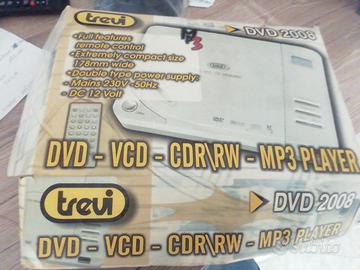 trevi
DVD 2008
•Full features
remote control
•Extremely compact size
178mm wide
•Double type power supply:
•Mains 230V~50Hz
•DC 12 Volt
DVD - VCD - CDR\RW - MP3 PLAYER
trevi
DVD 2008
DVD - VCD - CDR\RW - MP3 PLAYER